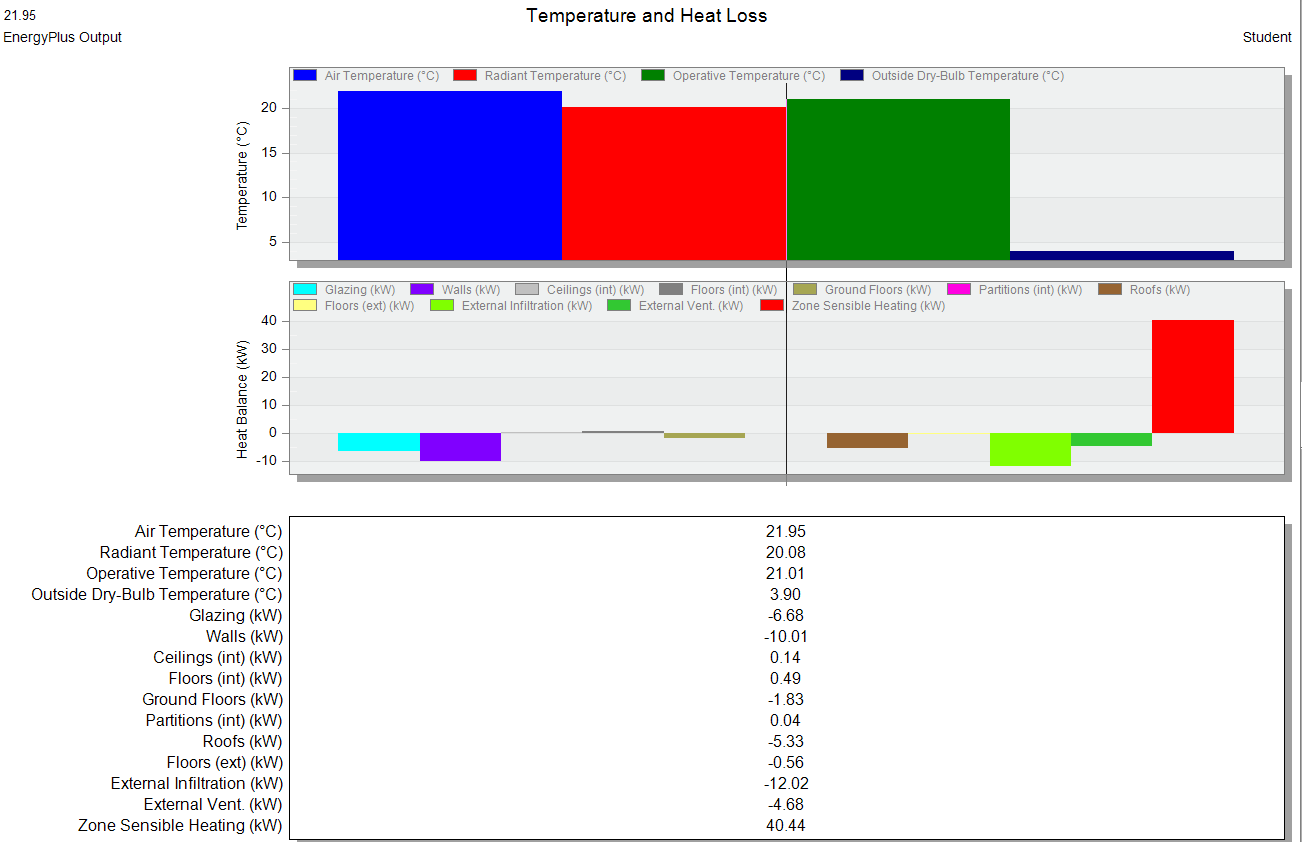 21.95
Temperature and Heat Loss
EnergyPlus Output
Student
Air Temperature (°C) Radiant Temperature (°C) Operative Temperature (°C) Outside Dry-Bulb Temperature (°C)
Temperature (°C)
20
15
10
5
Glazing (kW) Walls (kW) Ceilings (int) (kW) Floors (int) (kW) Ground Floors (kW) Partitions (int) (kW) Roofs (kW)
Floors (ext) (kW) External Infiltration (kW) External Vent. (kW) Zone Sensible Heating (kW)
Heat Balance (kW)
40
30
20
10
0
-10
Air Temperature (°C) 21.95
Radiant Temperature (°C) 20.08
Operative Temperature (°C) 21.01
Outside Dry-Bulb Temperature (°C) 3.90
Glazing (kW) -6.68
Walls (kW) -10.01
Ceilings (int) (kW) 0.14
Floors (int) (kW) 0.49
Ground Floors (kW) -1.83
Partitions (int) (kW) 0.04
Roofs (kW) -5.33
Floors (ext) (kW) -0.56
External Infiltration (kW) -12.02
External Vent. (kW) -4.68
Zone Sensible Heating (kW) 40.44